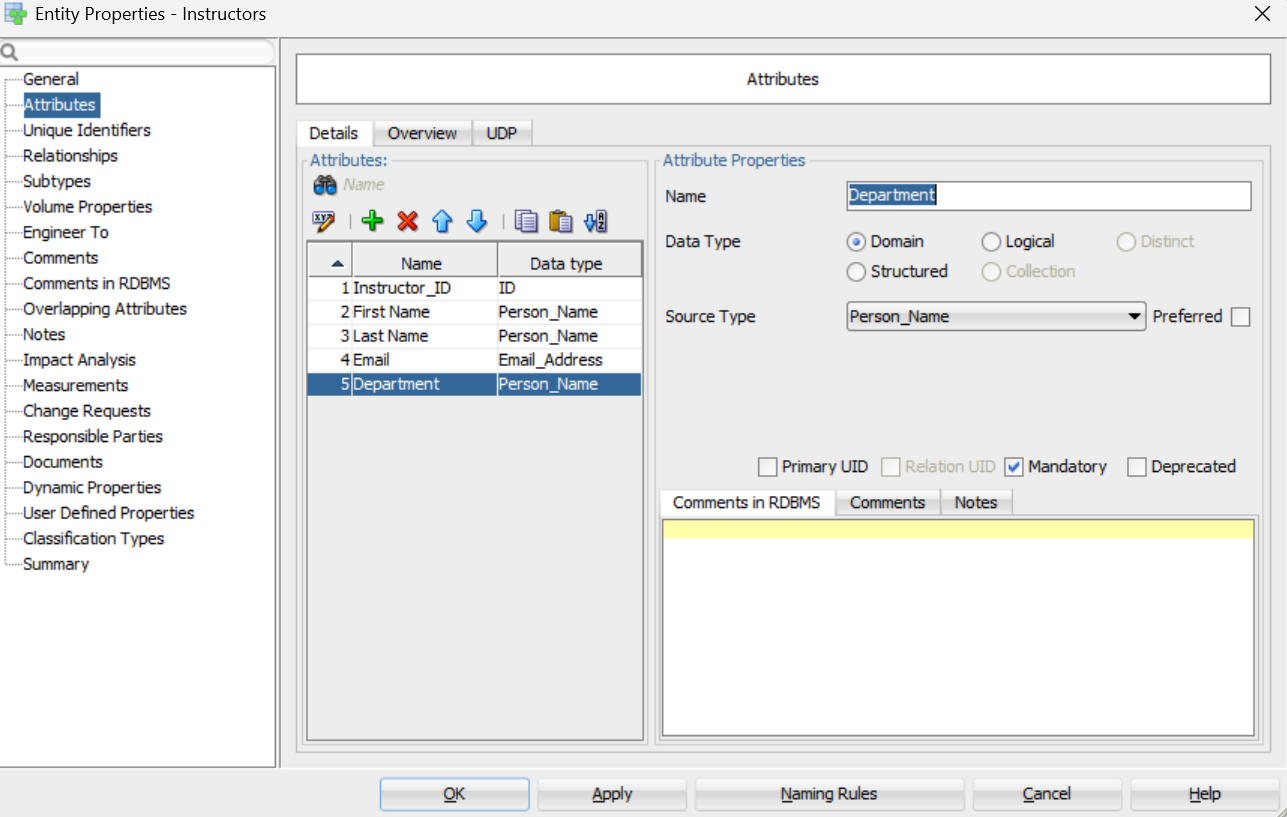 Entity Properties - Instructors
General
Attributes
Unique Identifiers
Relationships
Subtypes
Volume Properties
Engineer To
Comments
Comments in RDBMS
Overlapping Attributes
Notes
Impact Analysis
Measurements
Change Requests
Responsible Parties
Documents
Dynamic Properties
User Defined Properties
Classification Types
Summary
Attributes
Details Overview UDP
Attributes:
Name
Name Data type
1 Instructor_ID ID
2 First Name Person_Name
3 Last Name Person_Name
4 Email Email_Address
5 Department Person_Name
Attribute Properties
Name Department
Data Type Domain Logical Distinct
Structured Collection
Source Type Person_Name Preferred
Primary UID Relation UID Mandatory Deprecated
Comments in RDBMS Comments Notes
OK Apply Naming Rules Cancel Help